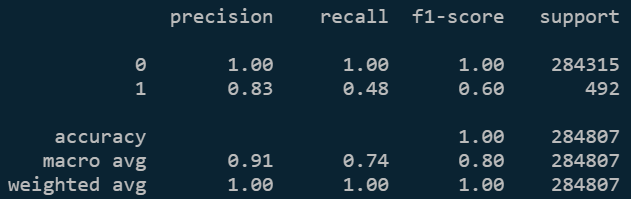 precision recall f1-score support
0 1.00 1.00 1.00 284315
1 0.83 0.48 0.60 492
accuracy 1.00 284807
macro avg 0.91 0.74 0.80 284807
weighted avg 1.00 1.00 1.00 284807